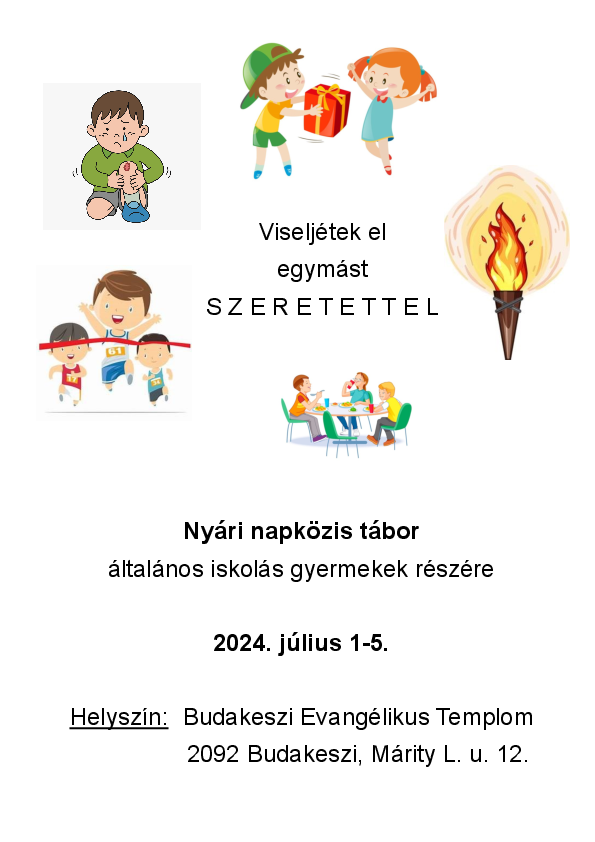 Viseljétek el
egymást
S Z E R E T E T T E L
61
Nyári napközis tábor
általános iskolás gyermekek részére
2024. július 1-5.
Helyszín: Budakeszi Evangélikus Templom
2092 Budakeszi, Márity L. u. 12.